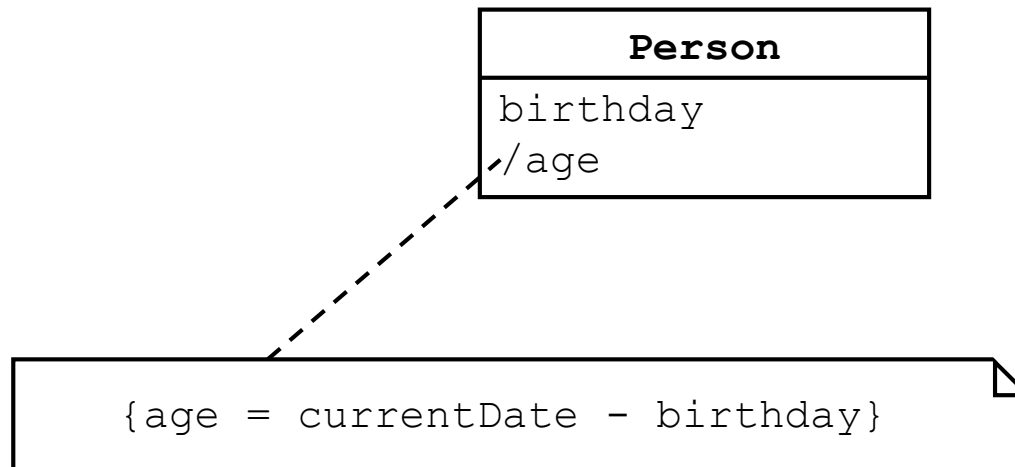 Person
birthday
/age
{age = currentDate - birthday}